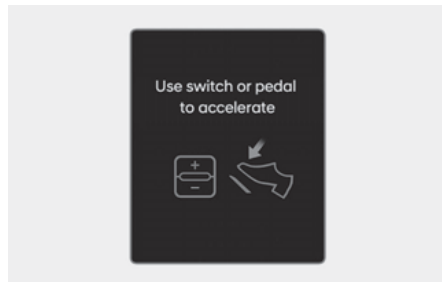 Use switch or pedal
to accelerate
+
−